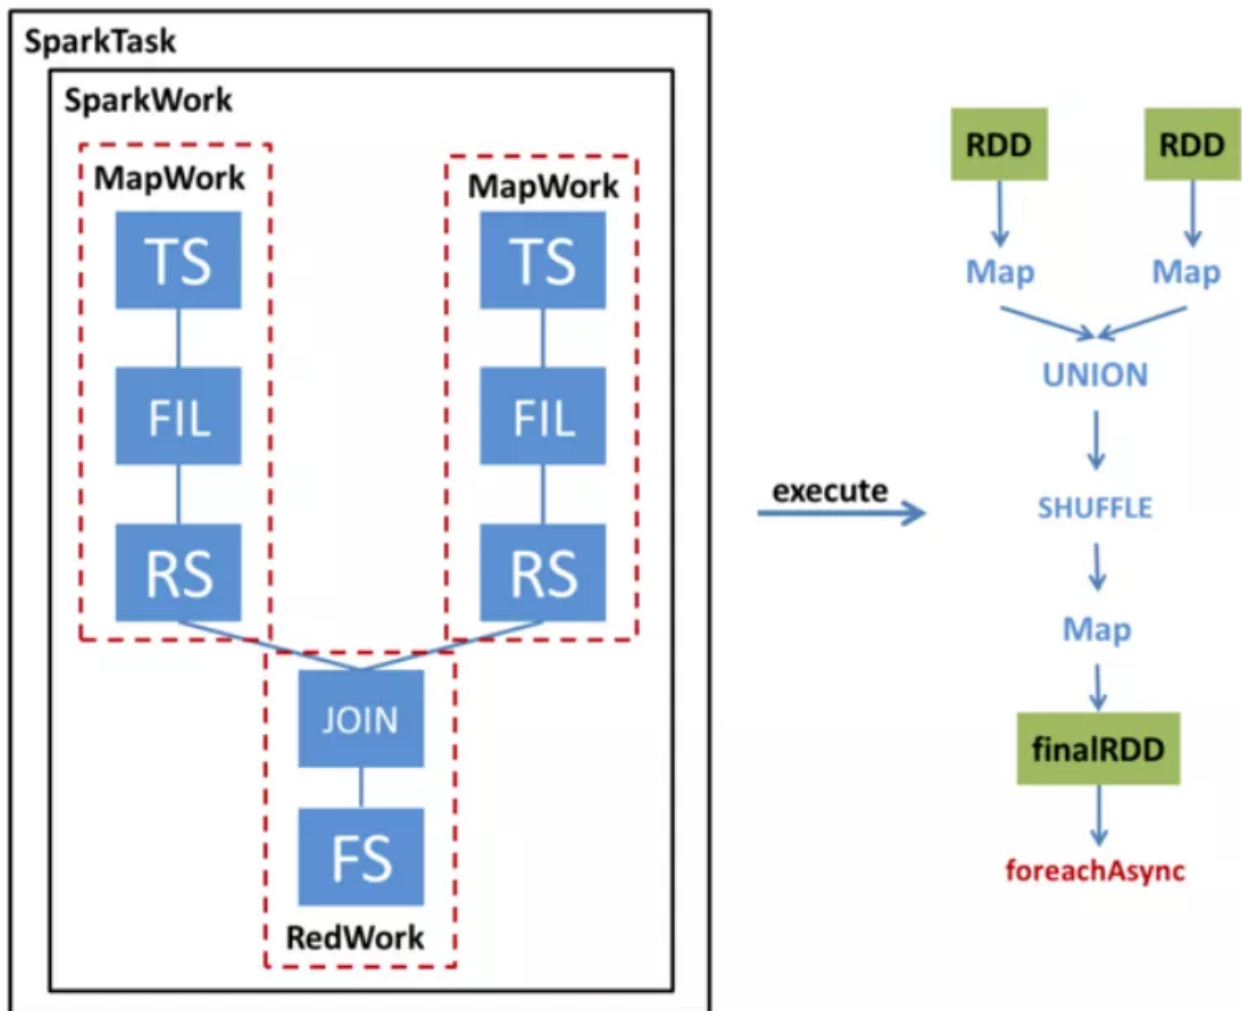 SparkTask
SparkWork
MapWork
TS
FIL
RS
MapWork
TS
FIL
RS
JOIN
FS
RedWork
execute
RDD
RDD
Map
Map
UNION
SHUFFLE
Map
finalRDD
foreachAsync